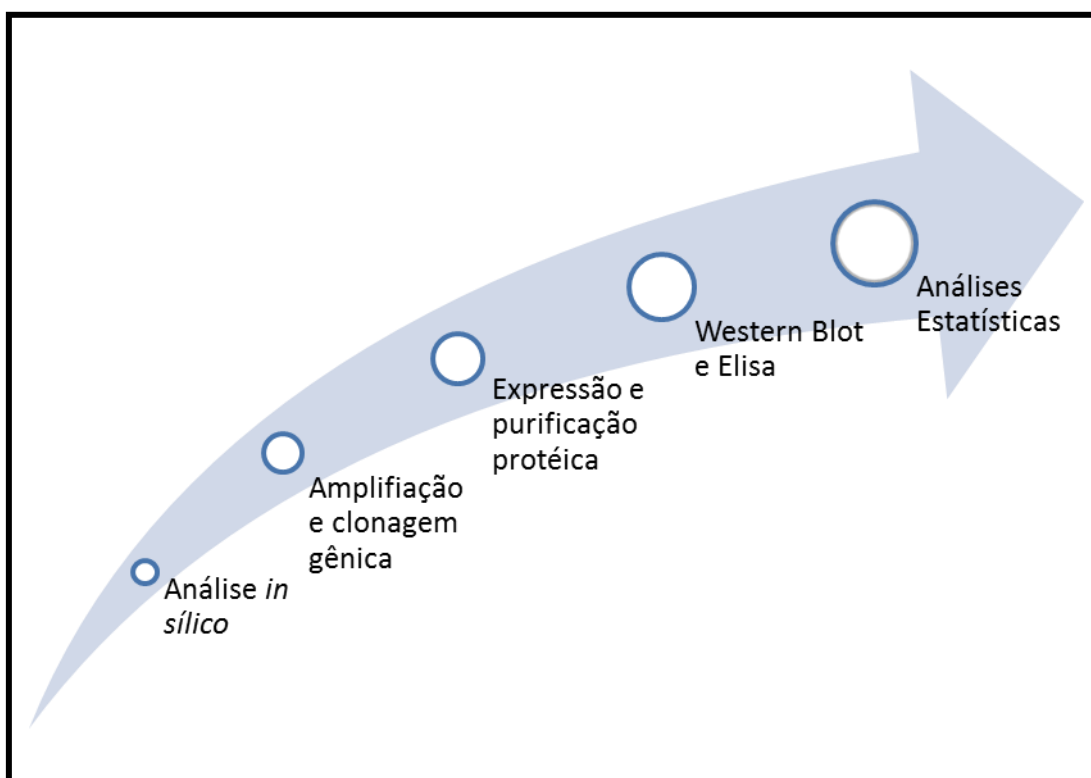 Análise in
sílico
Amplifiação
e clonagem
gênica
Expressão e
purificação
protéica
Western Blot
e Elisa
Análises
Estatísticas